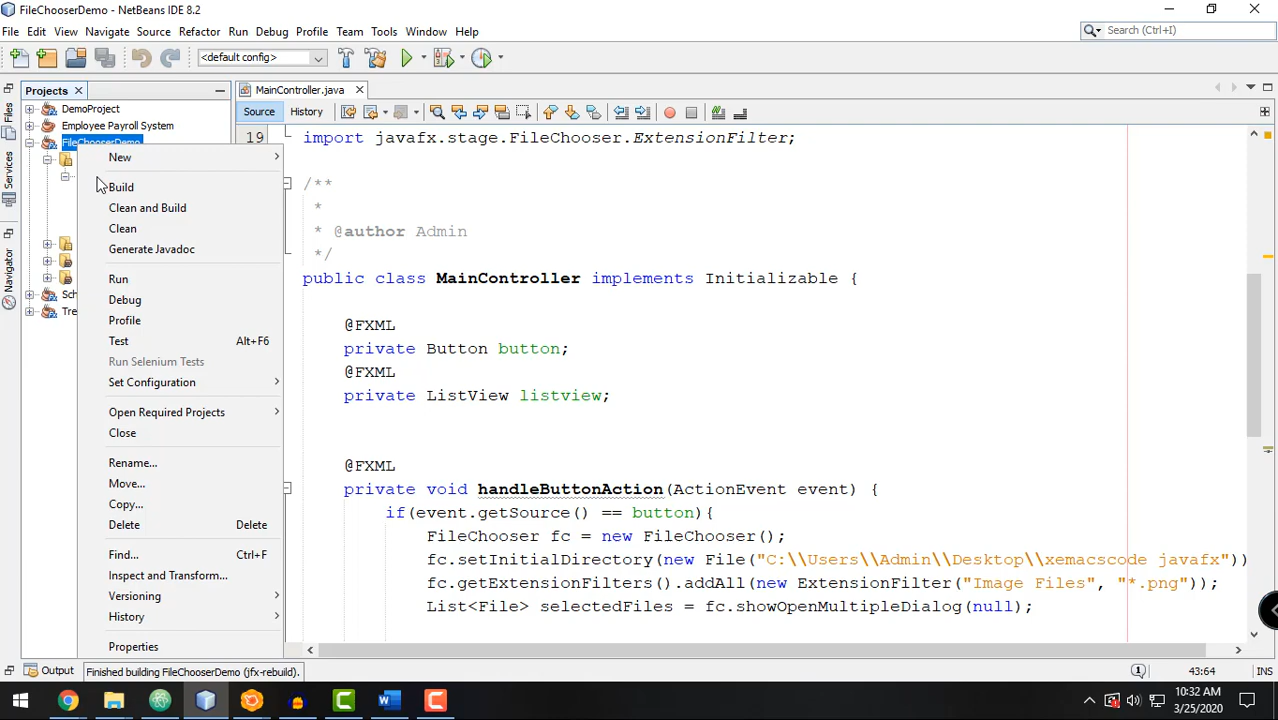 FileChooserDemo - NetBeans IDE 8.2
File Edit View Navigate Source Refactor Run Debug Profile Team Tools Window Help
Search (Ctrl+I)
<default config>
Projects
MainController.java
Files
Services
Navigator
DemoProject
Employee Payroll System
FileChooserDemo
Sch
Tre
New
Build
Clean and Build
Clean
Generate Javadoc
Run
Debug
Profile
Test Alt+F6
Run Selenium Tests
Set Configuration
Open Required Projects
Close
Rename...
Move...
Copy...
Delete Delete
Find... Ctrl+F
Inspect and Transform...
Versioning
History
Properties
Source History
19 import javafx.stage.FileChooser.ExtensionFilter;
/**
*
* @author Admin
*/
public class MainController implements Initializable {
@FXML
private Button button;
@FXML
private ListView listview;
@FXML
private void handleButtonAction(ActionEvent event) {
if(event.getSource() == button){
FileChooser fc = new FileChooser();
fc.setInitialDirectory(new File("C:\\Users\\Admin\\Desktop\\xemacscode javafx"))
fc.getExtensionFilters().addAll(new ExtensionFilter("Image Files", "*.png"));
List<File> selectedFiles = fc.showOpenMultipleDialog(null);
Output
Finished building FileChooserDemo (jfx-rebuild).
1
43:64
INS
10:32 AM
3/25/2020